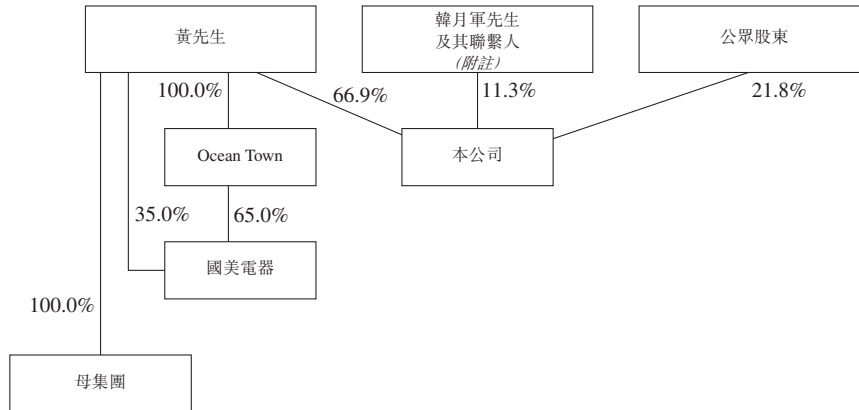 黃先生
韓月軍先生
及其聯繫人
(附註)
公眾股東
100.0%
66.9%
11.3%
21.8%
Ocean Town
本公司
35.0%
65.0%
國美電器
100.0%
母集團